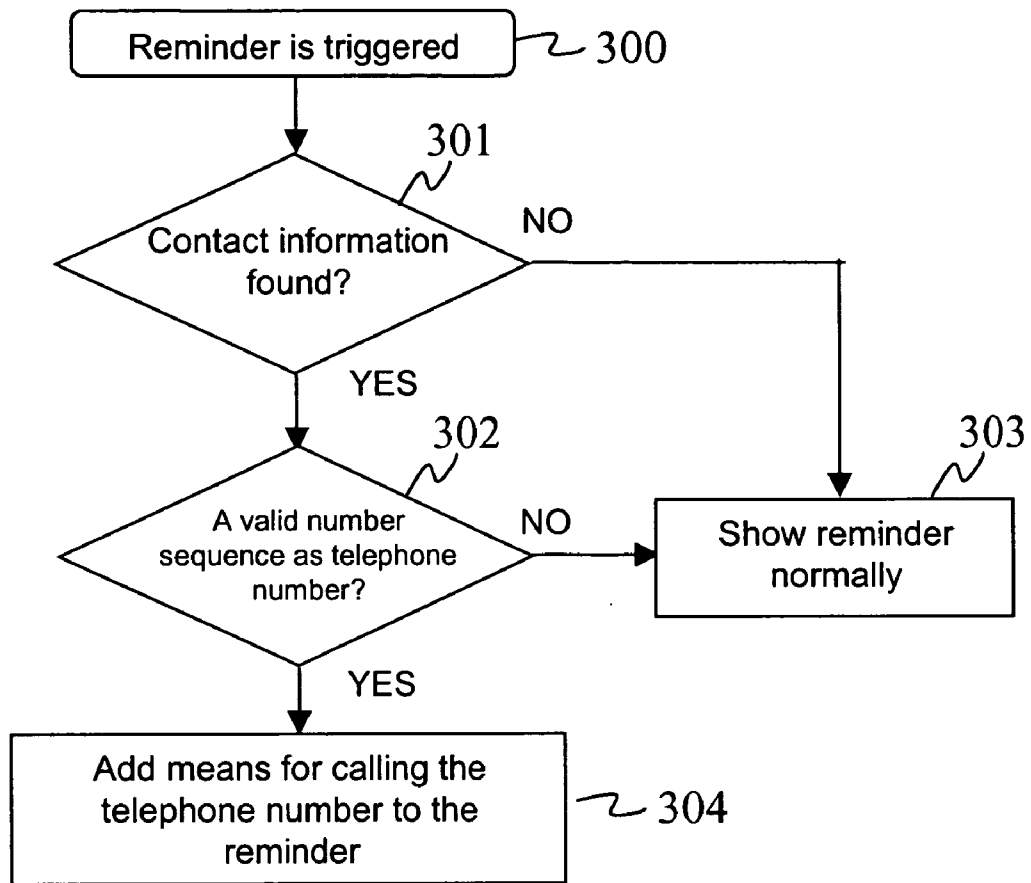 Reminder is triggered
300
301
Contact information
found?
NO
YES
302
303
A valid number
sequence as telephone
number?
NO
Show reminder
normally
YES
Add means for calling the
telephone number to the
reminder
304